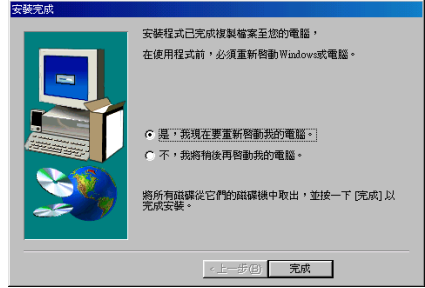 安裝完成
安裝程式已完成複製檔案至您的電腦，
在使用程式前，必須重新啟動Windows或電腦。
是，我現在要重新啟動我的電腦。
不，我將稍後再啟動我的電腦。
將所有磁碟從它們的磁碟機中取出，並按一下 [完成] 以
完成安裝。
<上一步(B)
完成